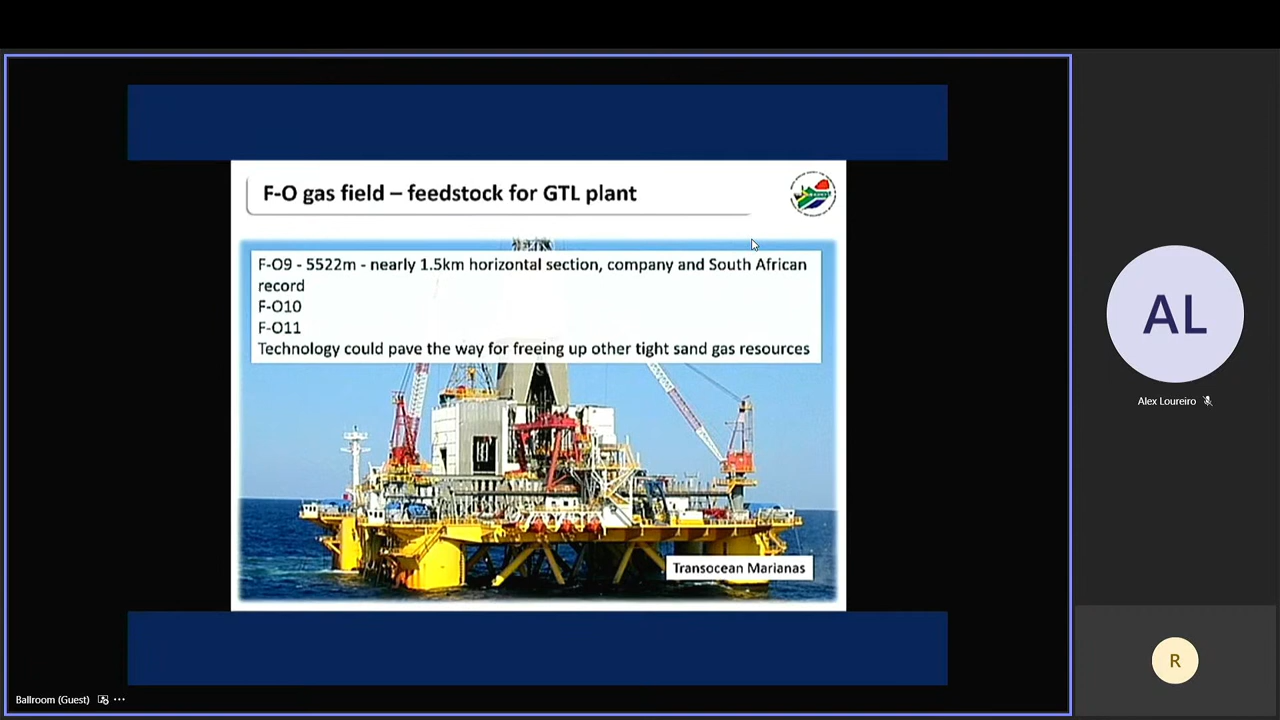 F-O gas field – feedstock for GTL plant
F-O9 - 5522m - nearly 1.5km horizontal section, company and South African
record
F-O10
F-O11
Technology could pave the way for freeing up other tight sand gas resources
Transocean Marianas
AL
Alex Loureiro
R
Ballroom (Guest)